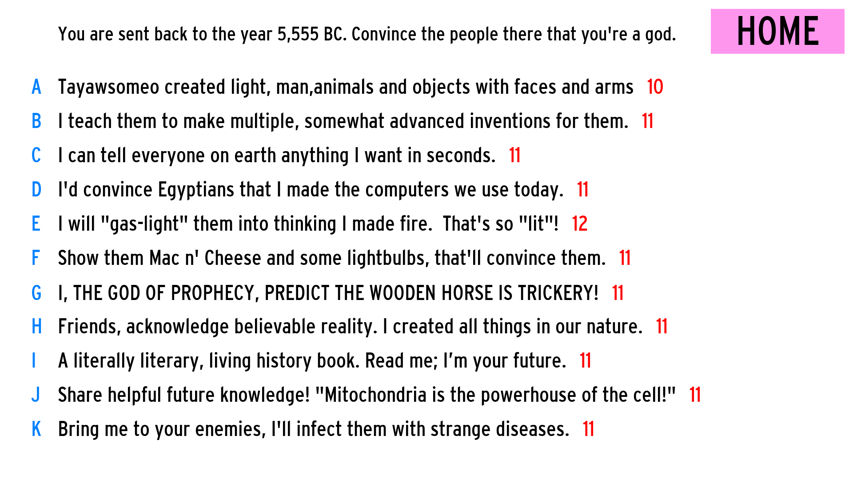 You are sent back to the year 5,555 BC. Convince the people there that you're a god.
HOME
A Tayawsomeo created light, man,animals and objects with faces and arms 10
B I teach them to make multiple, somewhat advanced inventions for them. 11
C I can tell everyone on earth anything I want in seconds. 11
D I'd convince Egyptians that I made the computers we use today. 11
E I will "gas-light" them into thinking I made fire. That's so "lit"! 12
F Show them Mac n' Cheese and some lightbulbs, that'll convince them. 11
G I, THE GOD OF PROPHECY, PREDICT THE WOODEN HORSE IS TRICKERY! 11
H Friends, acknowledge believable reality. I created all things in our nature. 11
I A literally literary, living history book. Read me; I’m your future. 11
J Share helpful future knowledge! "Mitochondria is the powerhouse of the cell!" 11
K Bring me to your enemies, I'll infect them with strange diseases. 11